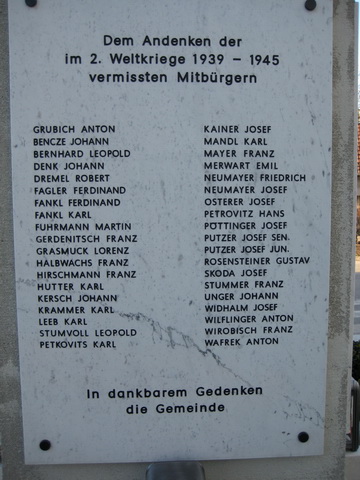 Dem Andenken der
im 2. Weltkriege 1939 – 1945
vermissten Mitbürgern
GRUBICH ANTON
BENCZE JOHANN
BERNHARD LEOPOLD
DENK JOHANN
DREMEL ROBERT
FAGLER FERDINAND
FANKL FERDINAND
FANKL KARL
FUHRMANN MARTIN
GERDENITSCH FRANZ
GRASMUCK LORENZ
HALBWACHS FRANZ
HIRSCHMANN FRANZ
HUTTER KARL
KERSCH JOHANN
KRAMMER KARL
LEEB KARL
STUMVOLL LEOPOLD
PETKOVITS KARL
KAINER JOSEF
MANDL KARL
MAYER FRANZ
MERWART EMIL
NEUMAYER FRIEDRICH
NEUMAYER JOSEF
OSTERER JOSEF
PETROVITZ HANS
POTTINGER JOSEF
PUTZER JOSEF SEN.
PUTZER JOSEF JUN.
ROSENSTEINER GUSTAV
SKODA JOSEF
STUMMER FRANZ
UNGER JOHANN
WIDHALM JOSEF
WILFLINGER ANTON
WIROBISCH FRANZ
WAFREK ANTON
In dankbarem Gedenken
die Gemeinde